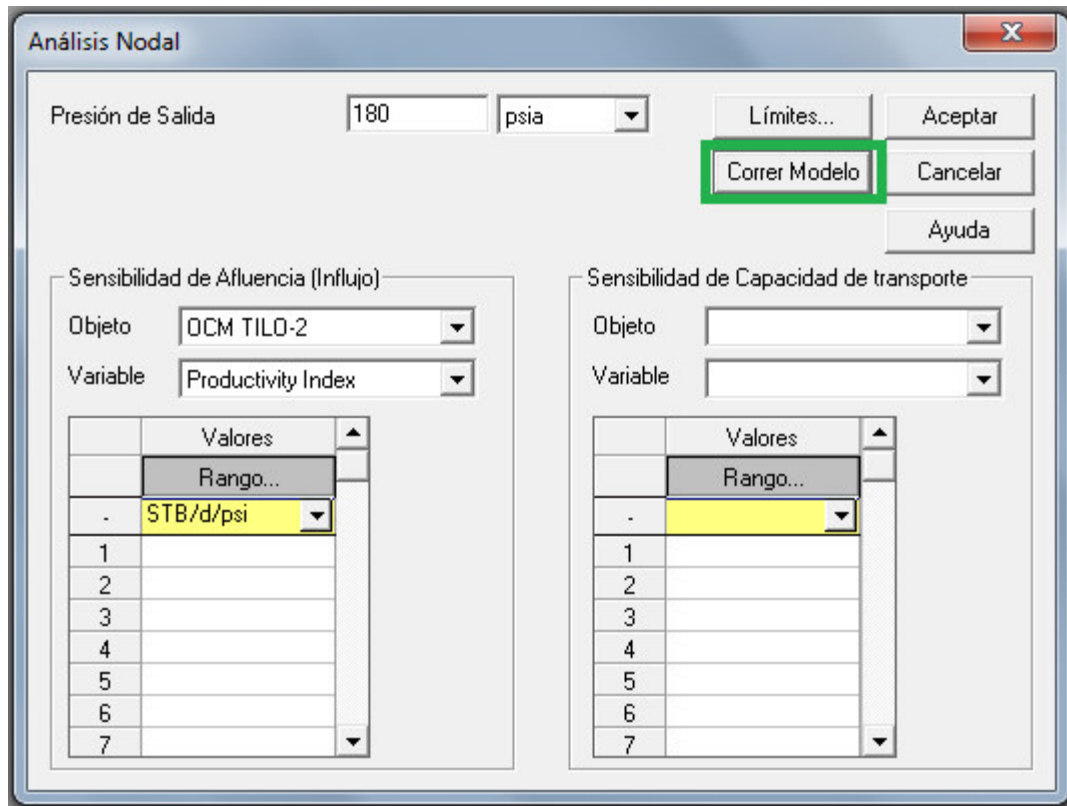 Análisis Nodal
Presión de Salida 180 psia Límites... Aceptar
Correr Modelo Cancelar
Ayuda
Sensibilidad de Afluencia (Influjo)
Objeto OCM TILO-2
Variable Productivity Index
Valores
Rango...
- STB/d/psi
1
2
3
4
5
6
7
Sensibilidad de Capacidad de transporte
Objeto
Variable
Valores
Rango...
-
1
2
3
4
5
6
7